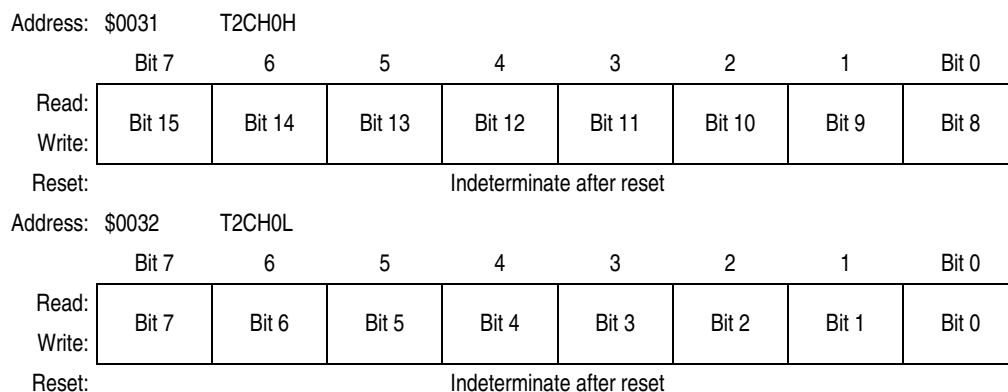 Address: $0031 T2CH0H
Bit 7 6 5 4 3 2 1 Bit 0
Read:
Bit 15 Bit 14 Bit 13 Bit 12 Bit 11 Bit 10 Bit 9 Bit 8
Write:
Reset: Indeterminate after reset
Address: $0032 T2CH0L
Bit 7 6 5 4 3 2 1 Bit 0
Read:
Bit 7 Bit 6 Bit 5 Bit 4 Bit 3 Bit 2 Bit 1 Bit 0
Write:
Reset: Indeterminate after reset